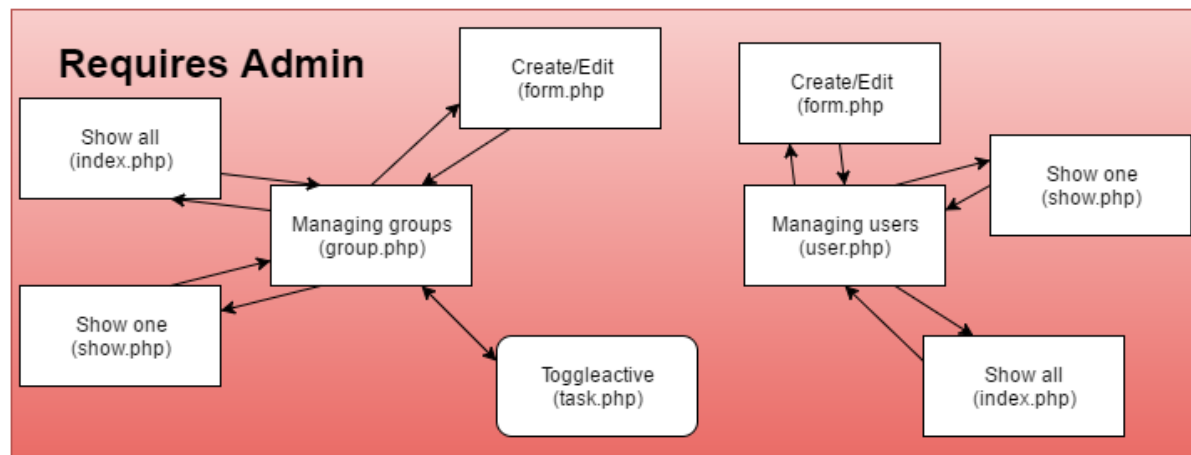 Requires Admin
Create/Edit
(form.php
Create/Edit
(form.php
Show all
(index.php)
Show one
(show.php)
Managing groups
(group.php)
Managing users
(user.php)
Show one
(show.php)
Toggleactive
(task.php)
Show all
(index.php)